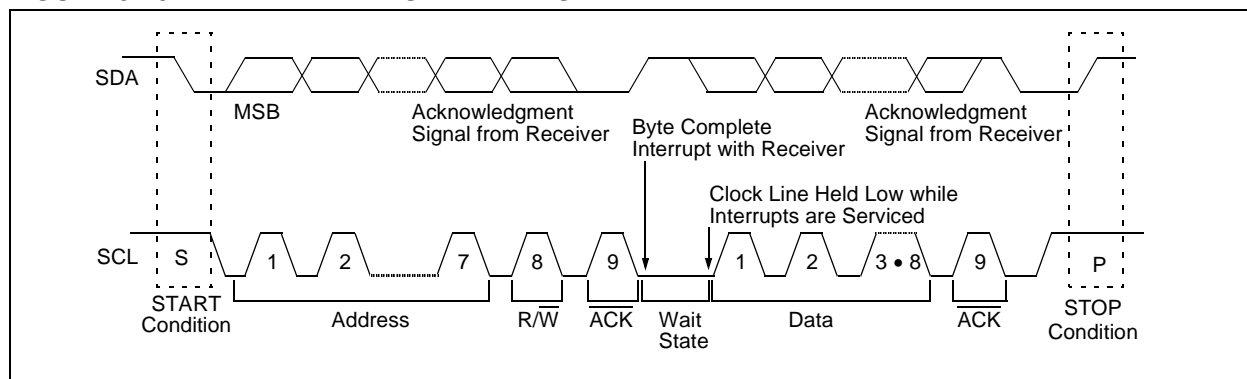 SDA
MSB
Acknowledgment
Signal from Receiver
Byte Complete
Interrupt with Receiver
Acknowledgment
Signal from Receiver
Clock Line Held Low while
Interrupts are Serviced
SCL
S
1
2
7
8
9
1
2
3 • 8
9
P
START
Condition
Address
R/W̅
A̅C̅K̅
Wait
State
Data
A̅C̅K̅
STOP
Condition